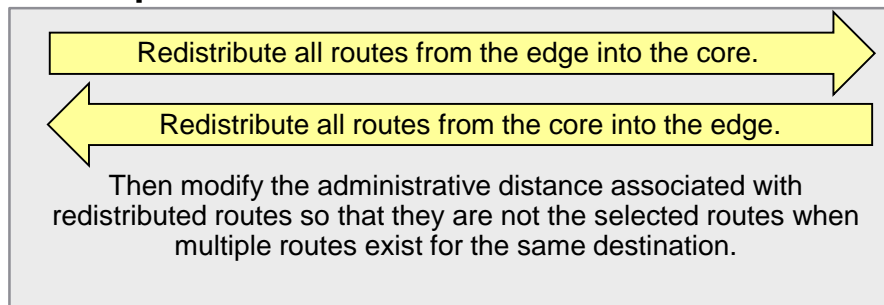 Redistribute all routes from the edge into the core.
Redistribute all routes from the core into the edge.
Then modify the administrative distance associated with
redistributed routes so that they are not the selected routes when
multiple routes exist for the same destination.